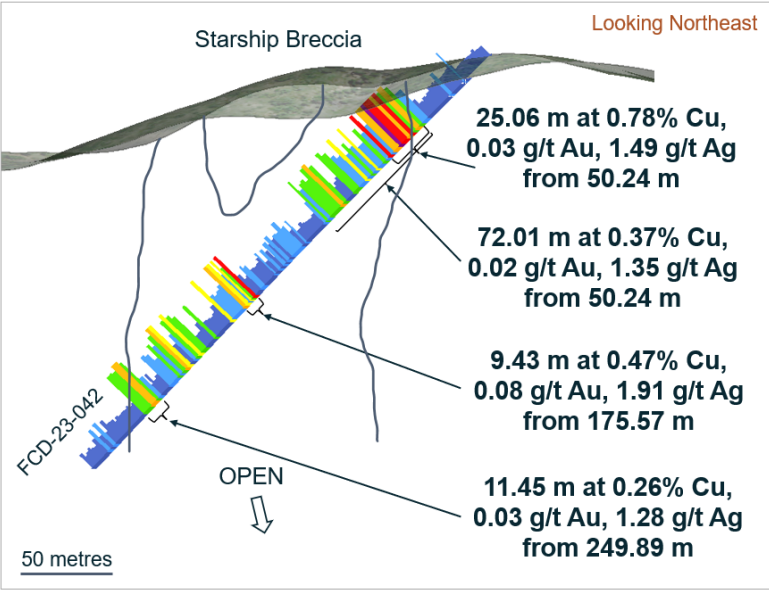 Looking Northeast
Starship Breccia
25.06 m at 0.78% Cu,
0.03 g/t Au, 1.49 g/t Ag
from 50.24 m
72.01 m at 0.37% Cu,
0.02 g/t Au, 1.35 g/t Ag
from 50.24 m
9.43 m at 0.47% Cu,
0.08 g/t Au, 1.91 g/t Ag
from 175.57 m
FCD-23-042
OPEN
11.45 m at 0.26% Cu,
0.03 g/t Au, 1.28 g/t Ag
from 249.89 m
50 metres